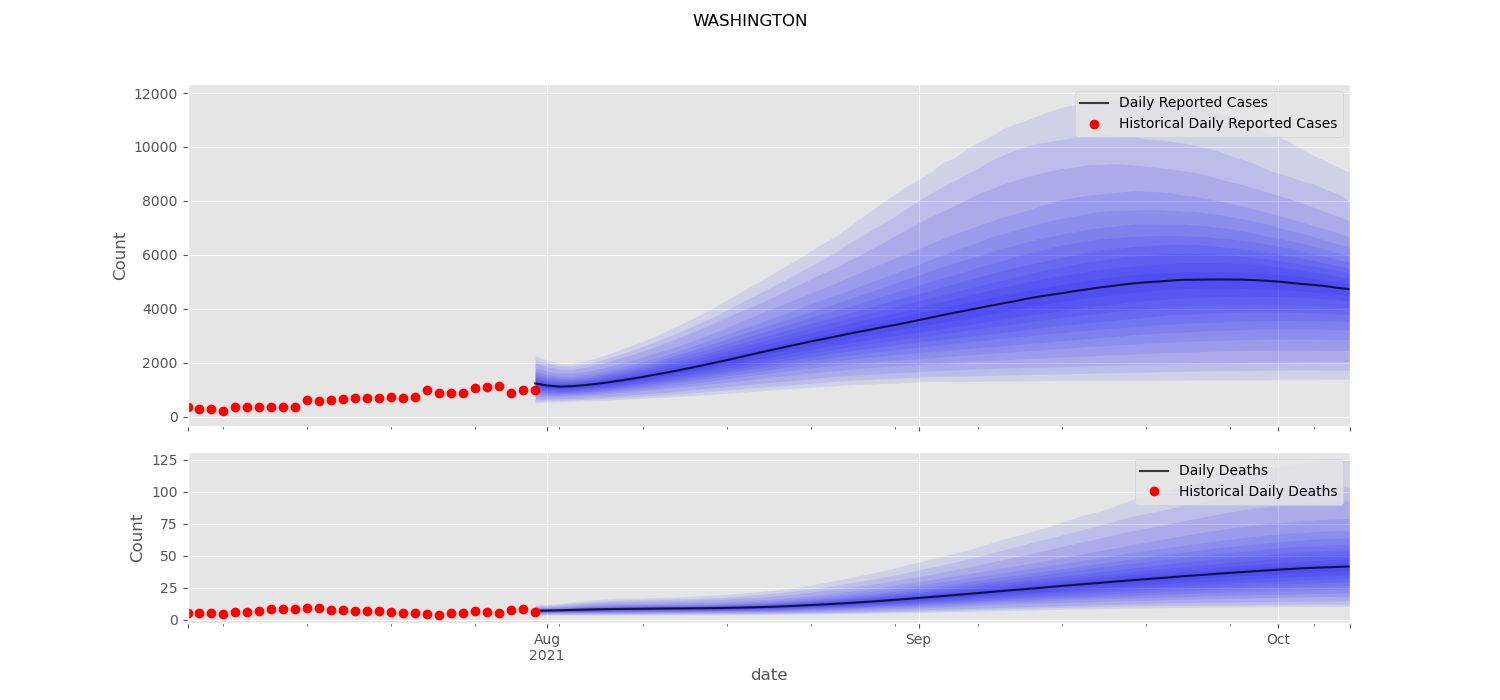 WASHINGTON
12000
10000
8000
6000
4000
2000
0
Count
Daily Reported Cases
Historical Daily Reported Cases
125
100
75
50
25
0
Count
Daily Deaths
Historical Daily Deaths
Aug
2021
Sep
Oct
date